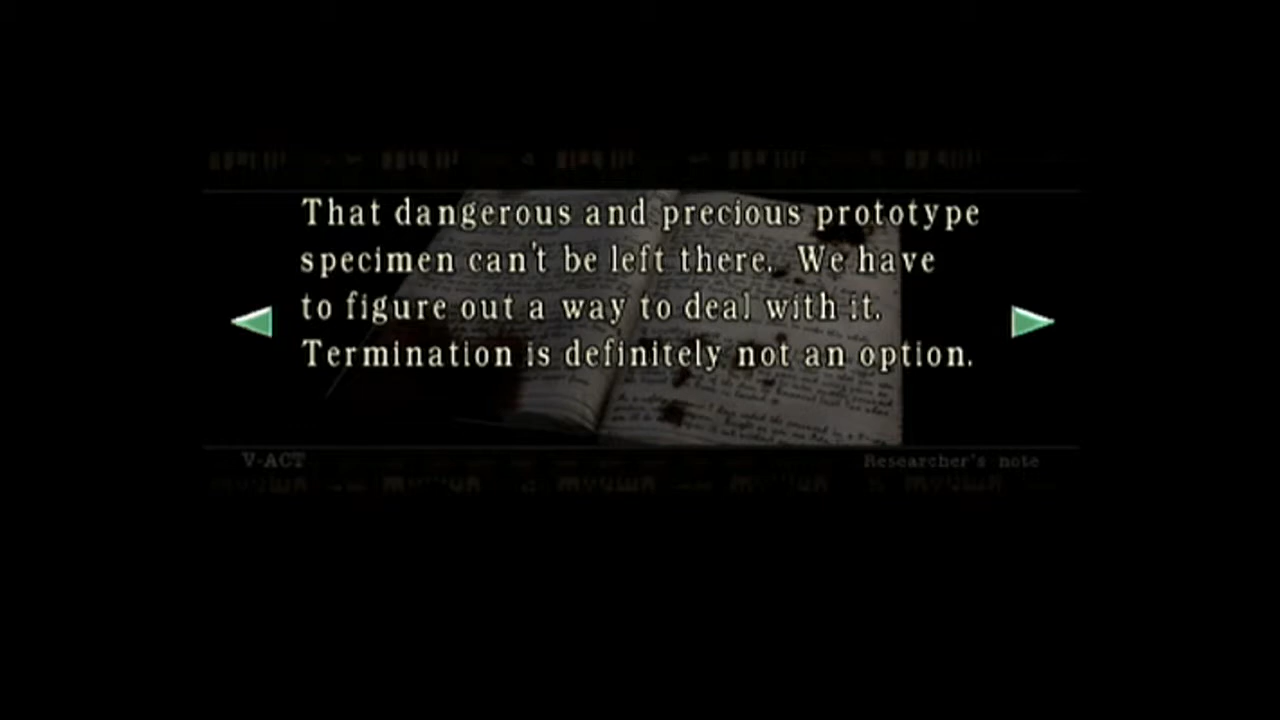 That dangerous and precious prototype
specimen can't be left there.  We have
to figure out a way to deal with it.
Termination is definitely not an option.
V-ACT
Researcher's note